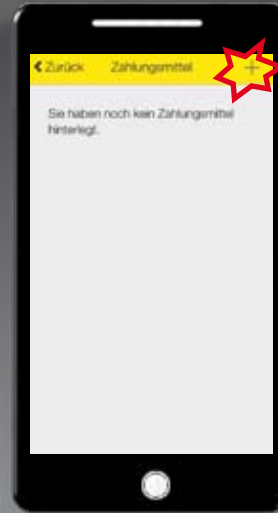 Zurück Zahlungsmittel +
Sie haben noch kein Zahlungsmittel
hinterlegt.